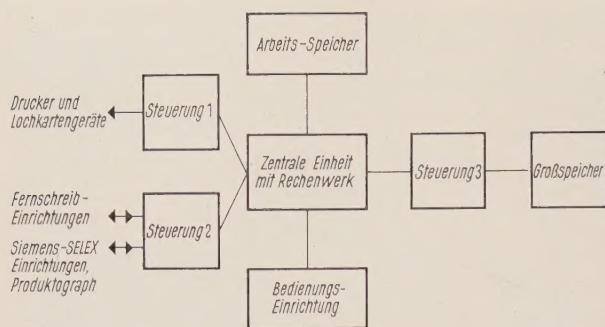 Arbeits-Speicher
Drucker und
Lochkartengeräte
Steuerung 1
Zentrale Einheit
mit Rechenwerk
Steuerung 3
Großspeicher
Fernschreib-
Einrichtungen
Steuerung 2
Siemens-SELEX
Einrichtungen,
Produktograph
Bedienungs-
Einrichtung